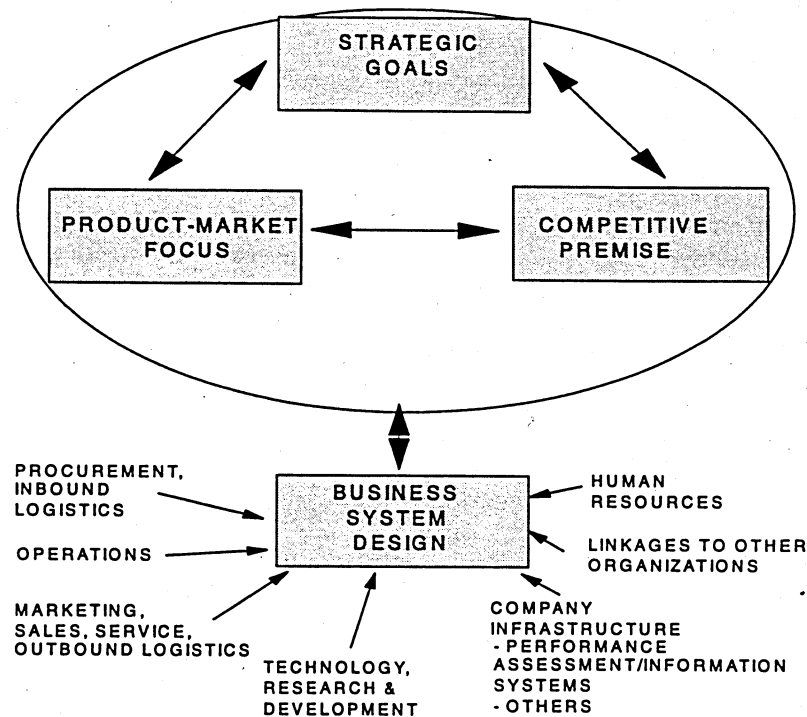 STRATEGIC
GOALS
PRODUCT-MARKET
FOCUS
COMPETITIVE
PREMISE
BUSINESS
SYSTEM
DESIGN
PROCUREMENT,
INBOUND
LOGISTICS
OPERATIONS
MARKETING,
SALES, SERVICE,
OUTBOUND LOGISTICS
TECHNOLOGY,
RESEARCH &
DEVELOPMENT
HUMAN
RESOURCES
LINKAGES TO OTHER
ORGANIZATIONS
COMPANY
INFRASTRUCTURE
- PERFORMANCE
ASSESSMENT/INFORMATION
SYSTEMS
- OTHERS